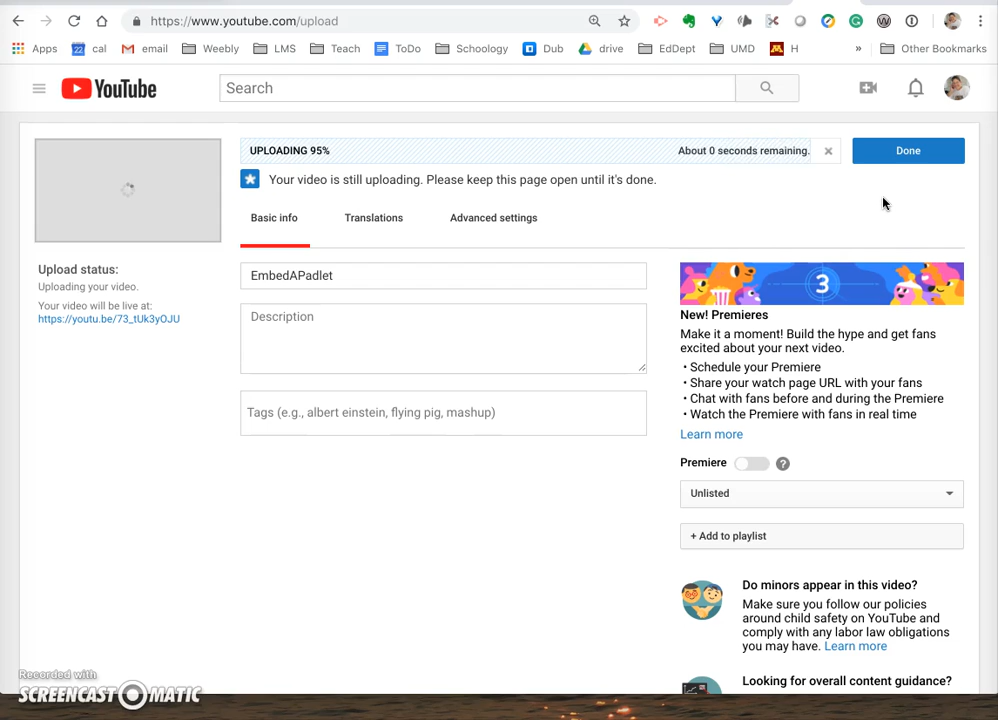 https://www.youtube.com/upload
Apps
22 cal
email
Weebly
LMS
Teach
ToDo
Schoology
Dub
drive
EdDept
UMD
H
»
Other Bookmarks
YouTube
Search
UPLOADING 95%
About 0 seconds remaining.
Done
Your video is still uploading. Please keep this page open until it's done.
Basic info
Translations
Advanced settings
Upload status:
Uploading your video.
Your video will be live at:
https://youtu.be/73_tUk3yOJU
EmbedAPadlet
Description
Tags (e.g., albert einstein, flying pig, mashup)
3
New! Premieres
Make it a moment! Build the hype and get fans
excited about your next video.
• Schedule your Premiere
• Share your watch page URL with your fans
• Chat with fans before and during the Premiere
• Watch the Premiere with fans in real time
Learn more
Premiere ?
Unlisted
+ Add to playlist
Do minors appear in this video?
Make sure you follow our policies
around child safety on YouTube and
comply with any labor law obligations
you may have. Learn more
Looking for overall content guidance?
Recorded with
SCREENCAST-O-MATIC